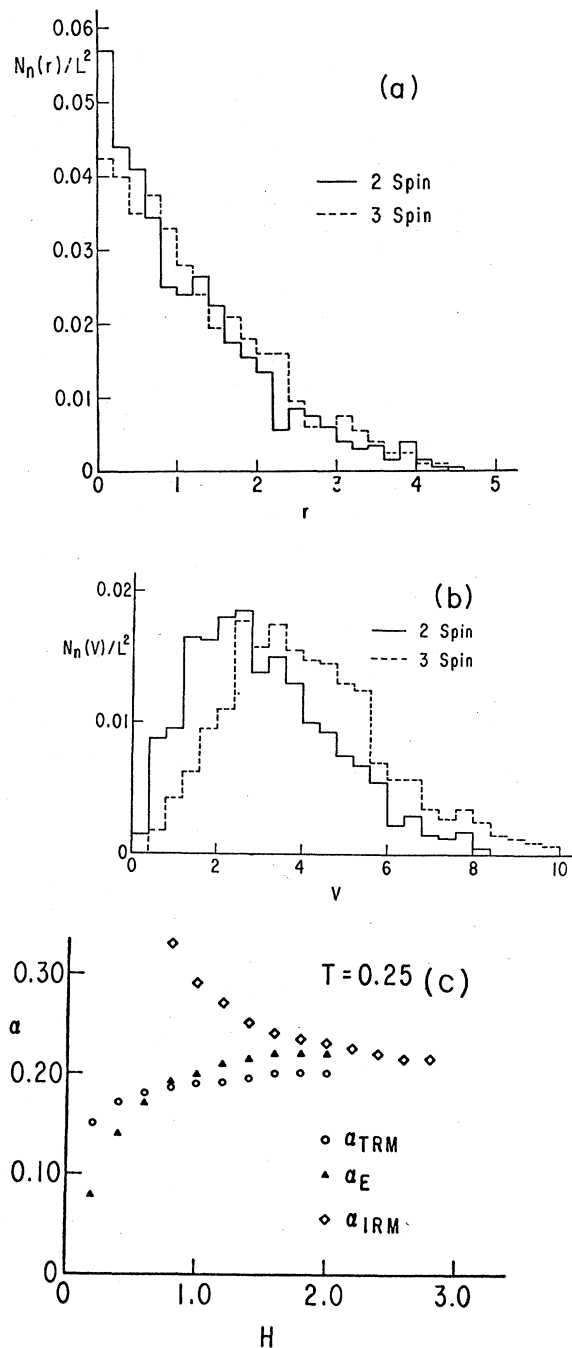 0.06
N_n(r)/L²
(a)
0.05
0.04
2 Spin
3 Spin
0.03
0.02
0.01
0
0 1 2 3 4 5
r
(b)
0.02
N_n(V)/L²
2 Spin
3 Spin
0.01
0
0 2 4 6 8 10
V
T = 0.25 (c)
0.30
α
0.20
α_TRM
0.10
α_E
α_IRM
0
0 1.0 2.0 3.0
H